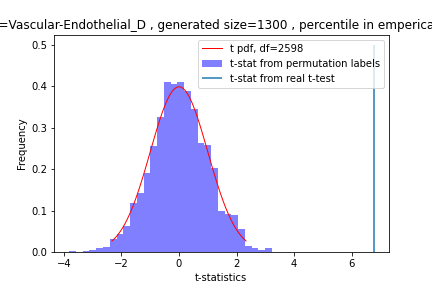 =Vascular-Endothelial_D , generated size=1300 , percentile in emperica
0.5
0.4
0.3
0.2
0.1
0.0
Frequency
t pdf, df=2598
t-stat from permutation labels
t-stat from real t-test
−4 −2 0 2 4 6
t-statistics